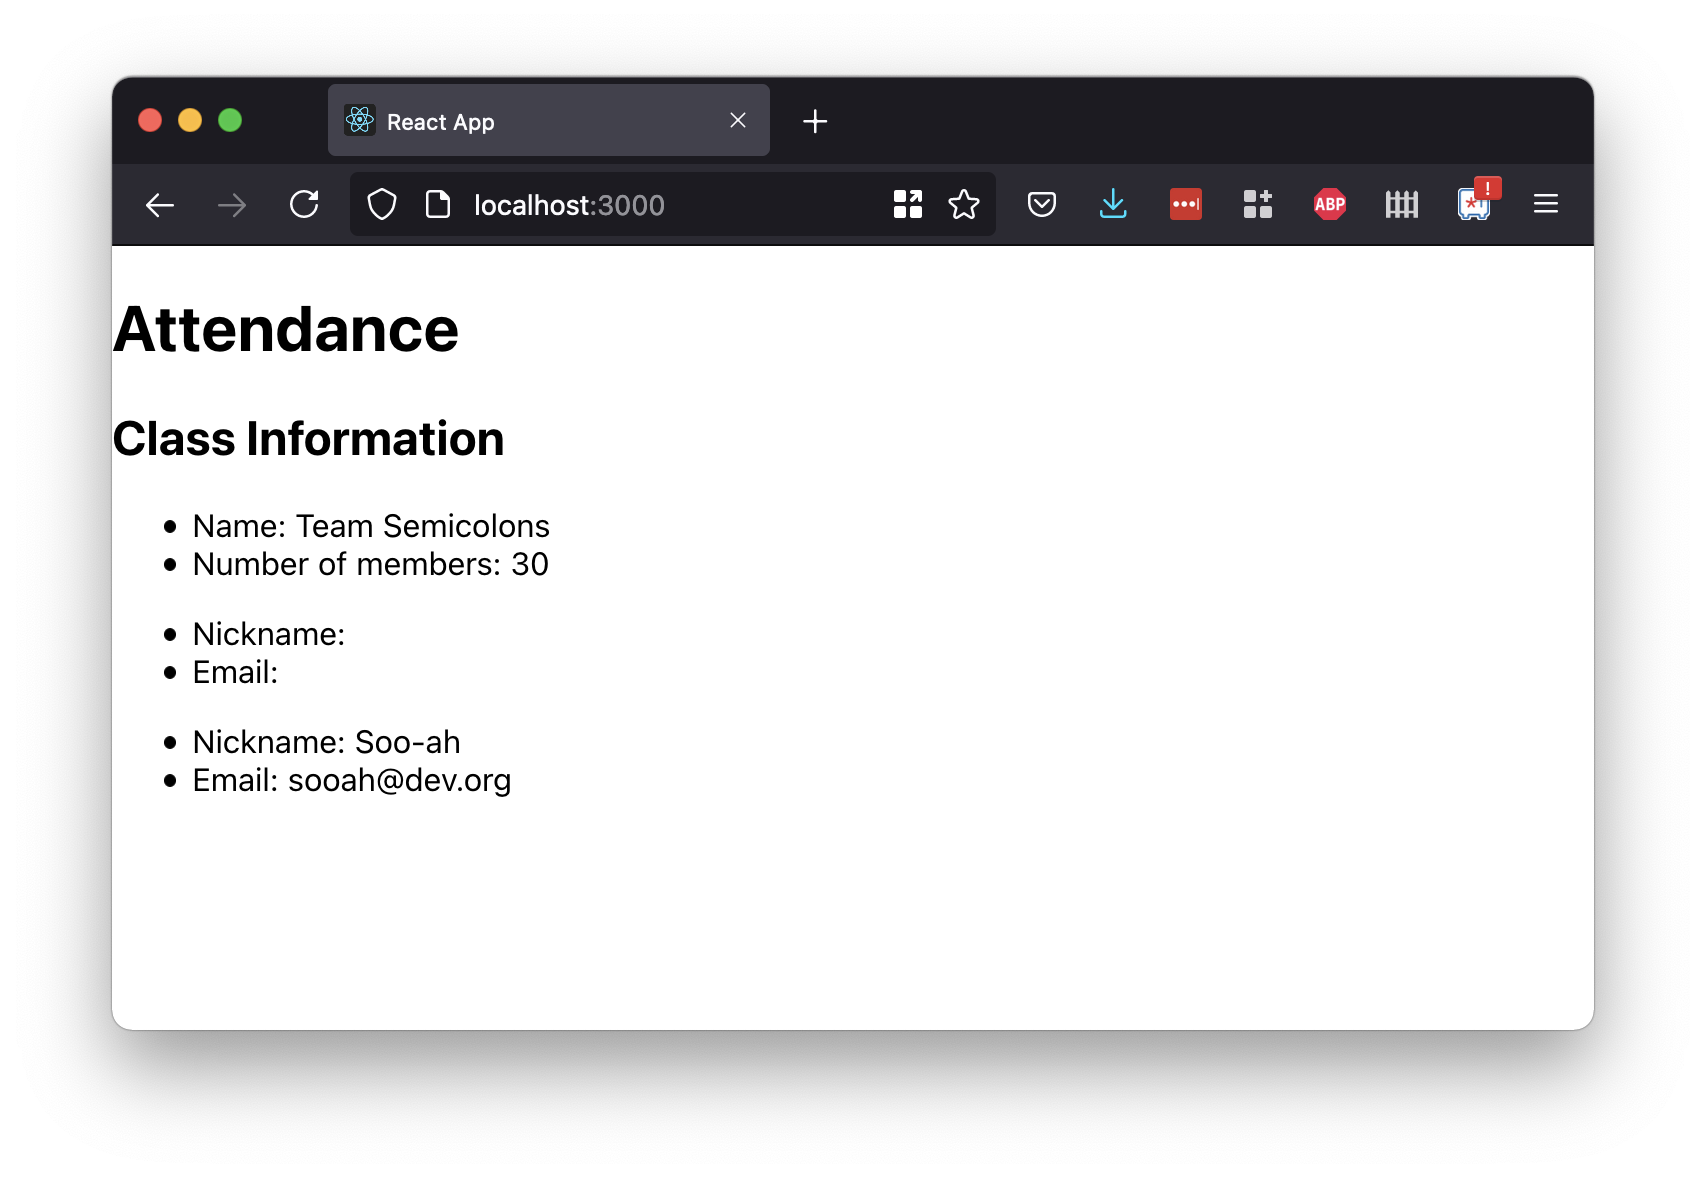 React App
localhost:3000
ABP
!
Attendance
Class Information
Name: Team Semicolons
Number of members: 30
Nickname:
Email:
Nickname: Soo-ah
Email: sooah@dev.org